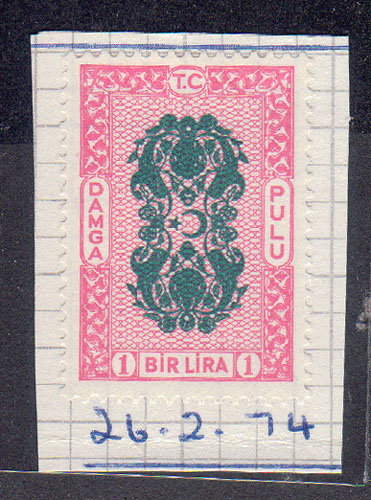 T.C
DAMGA
PULU
1 BİR LİRA 1
26.2.74